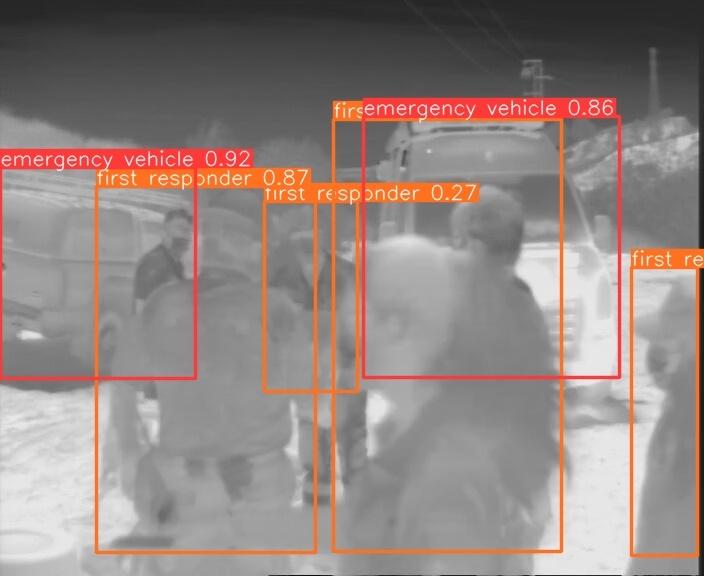 emergency vehicle 0.86
emergency vehicle 0.92
first responder 0.87
first responder 0.27